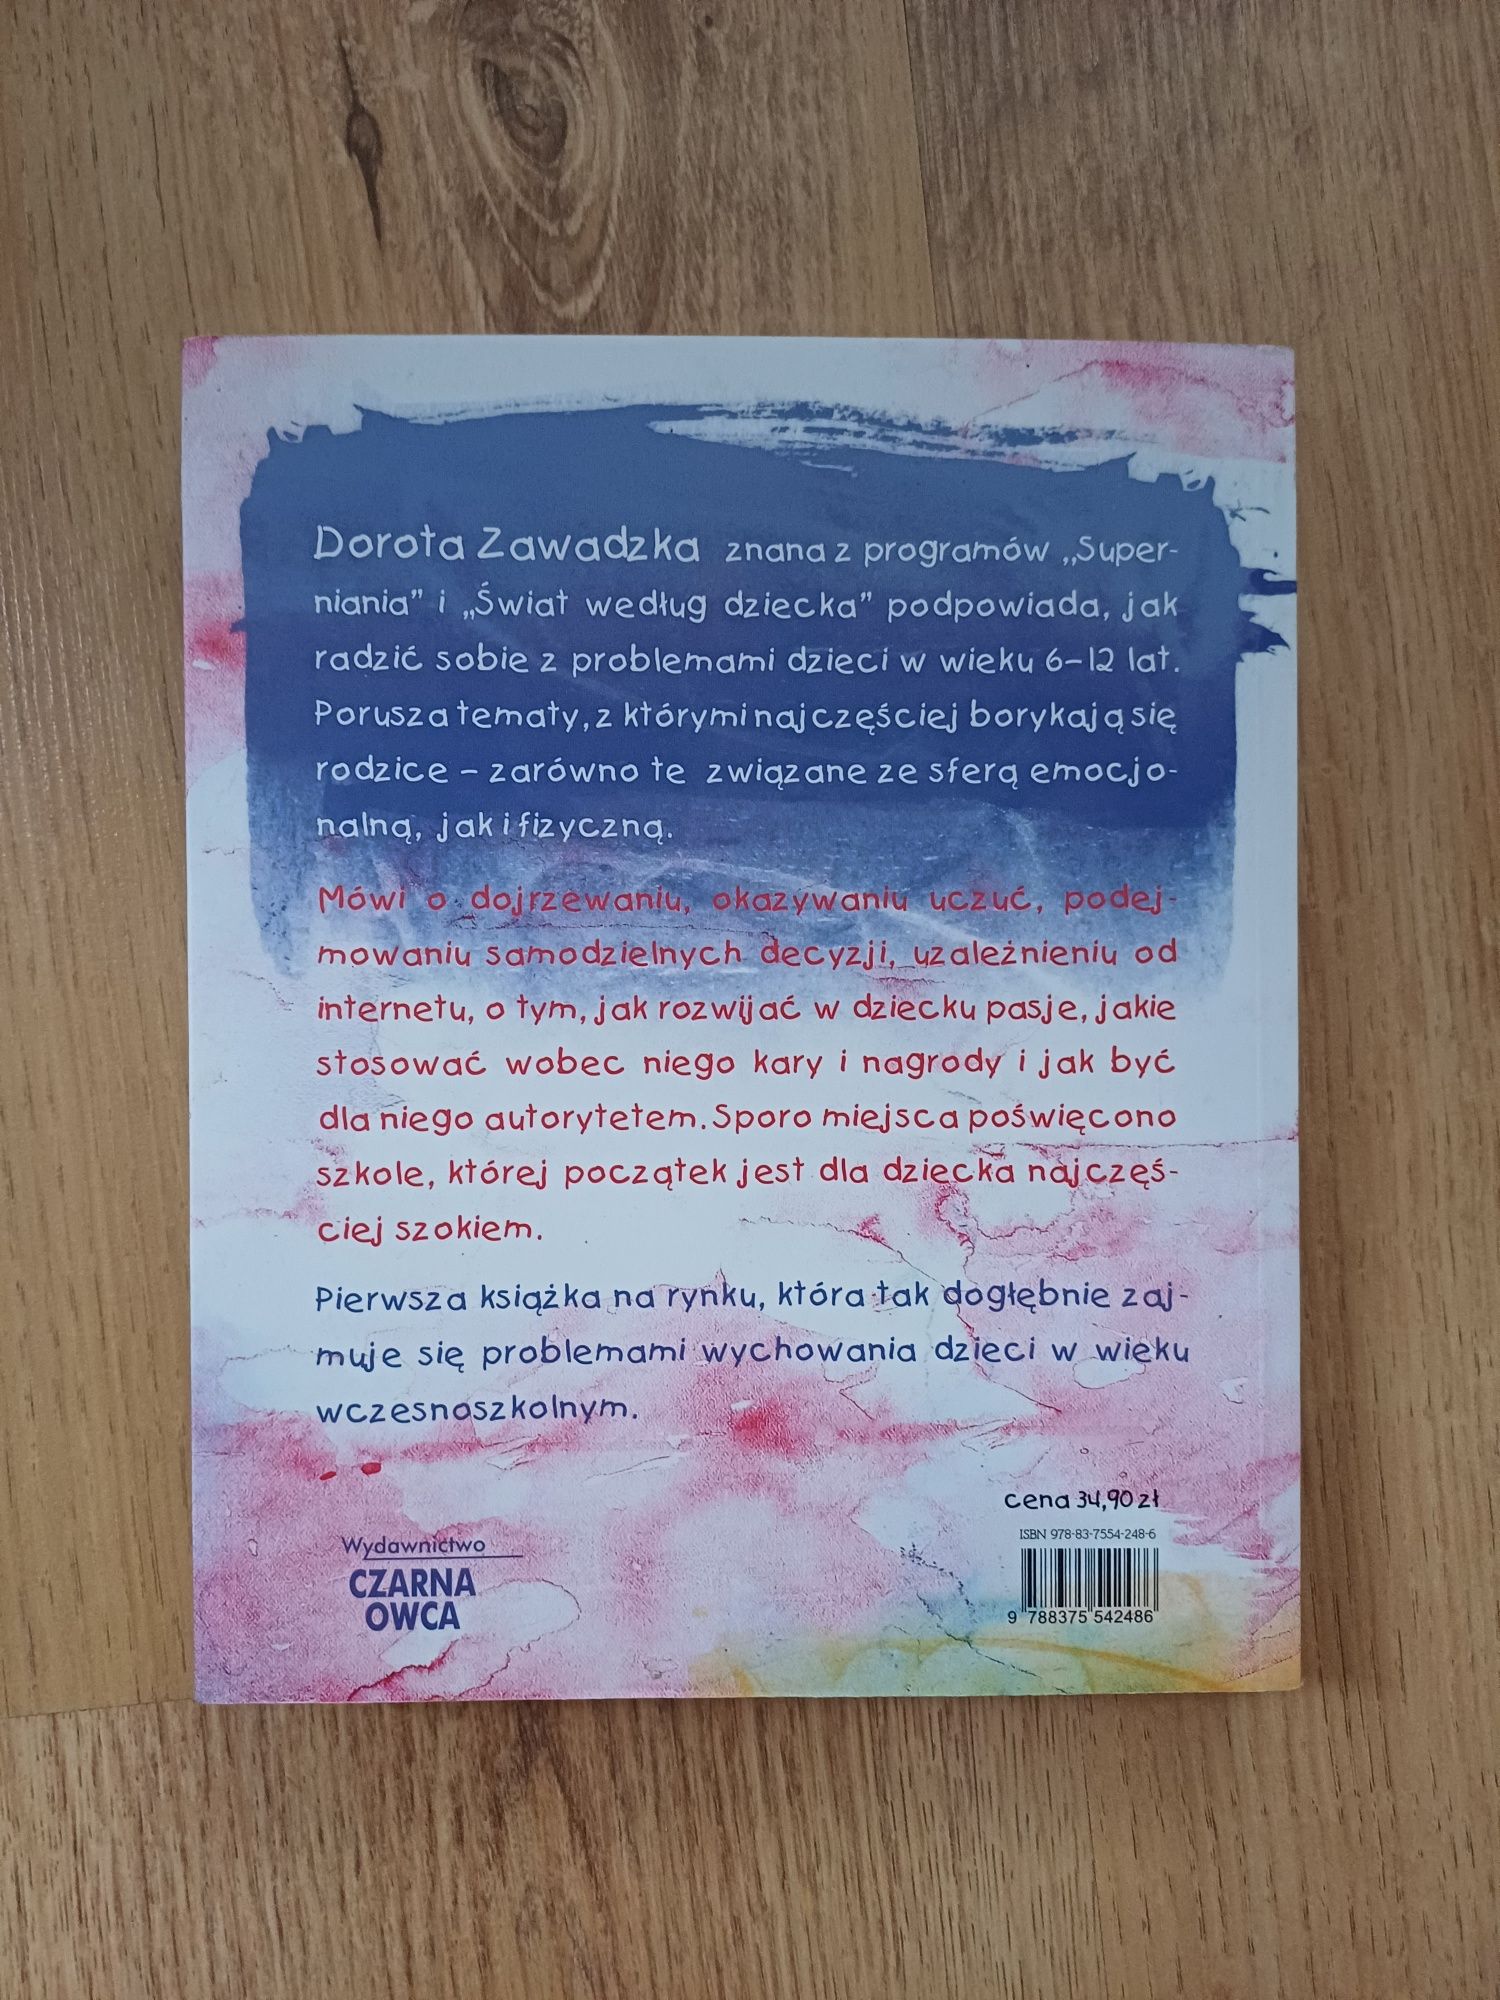 Dorota Zawadzka znana z programów „Super-
niania” i „Świat według dziecka” podpowiada, jak
radzić sobie z problemami dzieci w wieku 6–12 lat.
Porusza tematy, z którymi najczęściej borykają się
rodzice – zarówno te związane ze sferą emocjo-
nalną, jak i fizyczną.
Mówi o dojrzewaniu, okazywaniu uczuć, podej-
mowaniu samodzielnych decyzji, uzależnieniu od
internetu, o tym, jak rozwijać w dziecku pasje, jakie
stosować wobec niego kary i nagrody i jak być
dla niego autorytetem. Sporo miejsca poświęcono
szkole, której początek jest dla dziecka najczęś-
ciej szokiem.
Pierwsza książka na rynku, która tak dogłębnie zaj-
muje się problemami wychowania dzieci w wieku
wczesnoszkolnym.
cena 34,90 zł
ISBN 978-83-7554-248-6
9 788375 542486
Wydawnictwo
CZARNA
OWCA